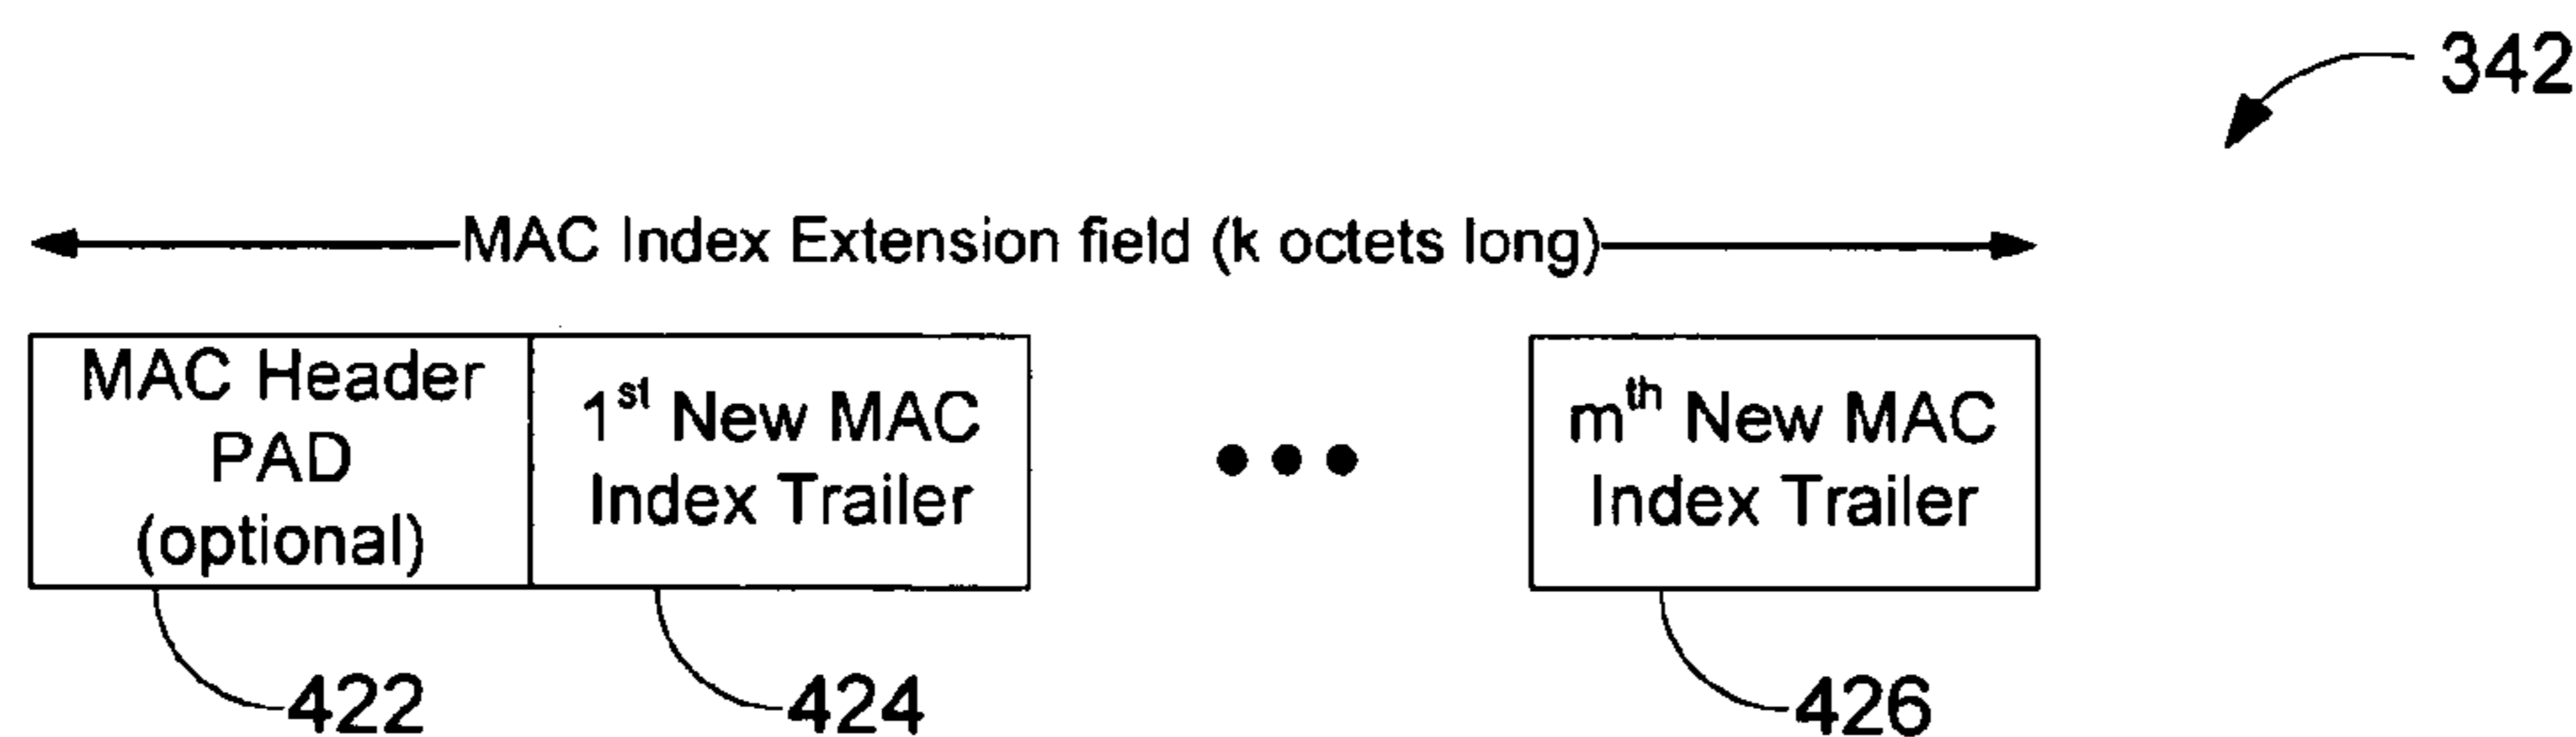 342
MAC Index Extension field (k octets long)
MAC Header
PAD
(optional)
1st New MAC
Index Trailer
•••
mth New MAC
Index Trailer
422
424
426